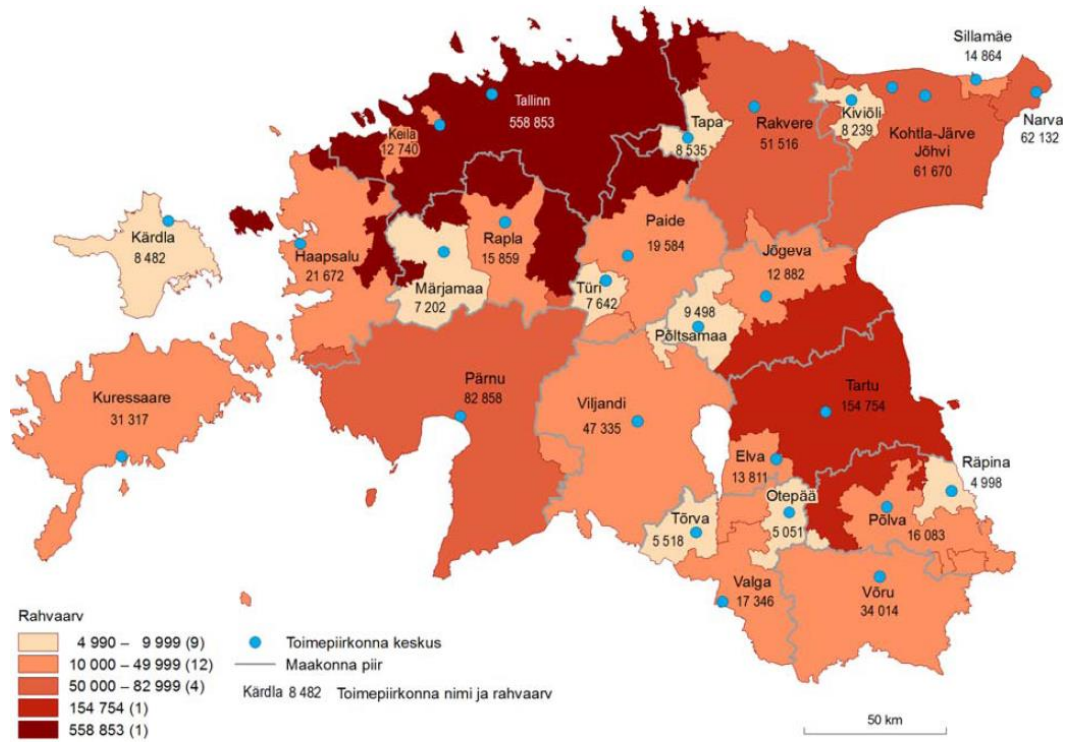 Sillamäe
14 864
Tallinn
558 853
Keila
12 740
Tapa
8 535
Rakvere
51 516
Kiviõli
8 239
Kohtla-Järve
Jõhvi
61 670
Narva
62 132
Kärdla
8 482
Haapsalu
21 672
Märjamaa
7 202
Rapla
15 859
Paide
19 584
Türi
7 642
Jõgeva
12 882
9 498
Põltsamaa
Kuressaare
31 317
Pärnu
82 858
Viljandi
47 335
Tartu
154 754
Elva
13 811
Räpina
4 998
Otepää
5 051
Põlva
16 083
Tõrva
5 518
Valga
17 346
Võru
34 014
Rahvaarv
4 990 – 9 999 (9)
10 000 – 49 999 (12)
50 000 – 82 999 (4)
154 754 (1)
558 853 (1)
Toimepiirkonna keskus
Maakonna piir
Kärdla 8 482 Toimepiirkonna nimi ja rahvaarv
50 km